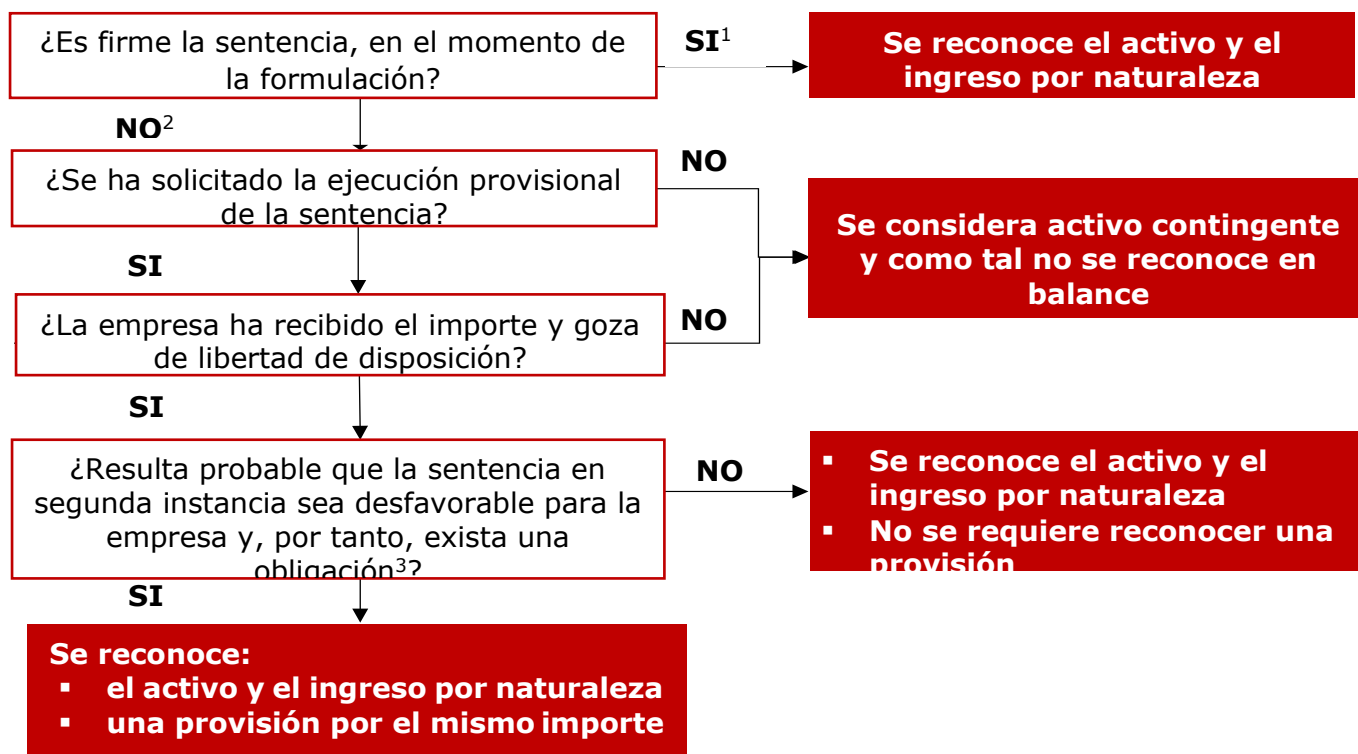 ¿Es firme la sentencia, en el momento de
la formulación?
SI¹
Se reconoce el activo y el
ingreso por naturaleza
NO²
¿Se ha solicitado la ejecución provisional
de la sentencia?
NO
Se considera activo contingente
y como tal no se reconoce en
balance
SI
¿La empresa ha recibido el importe y goza
de libertad de disposición?
NO
SI
¿Resulta probable que la sentencia en
segunda instancia sea desfavorable para la
empresa y, por tanto, exista una
obligación³?
NO
▪ Se reconoce el activo y el
ingreso por naturaleza
▪ No se requiere reconocer una
provisión
SI
Se reconoce:
▪ el activo y el ingreso por naturaleza
▪ una provisión por el mismo importe